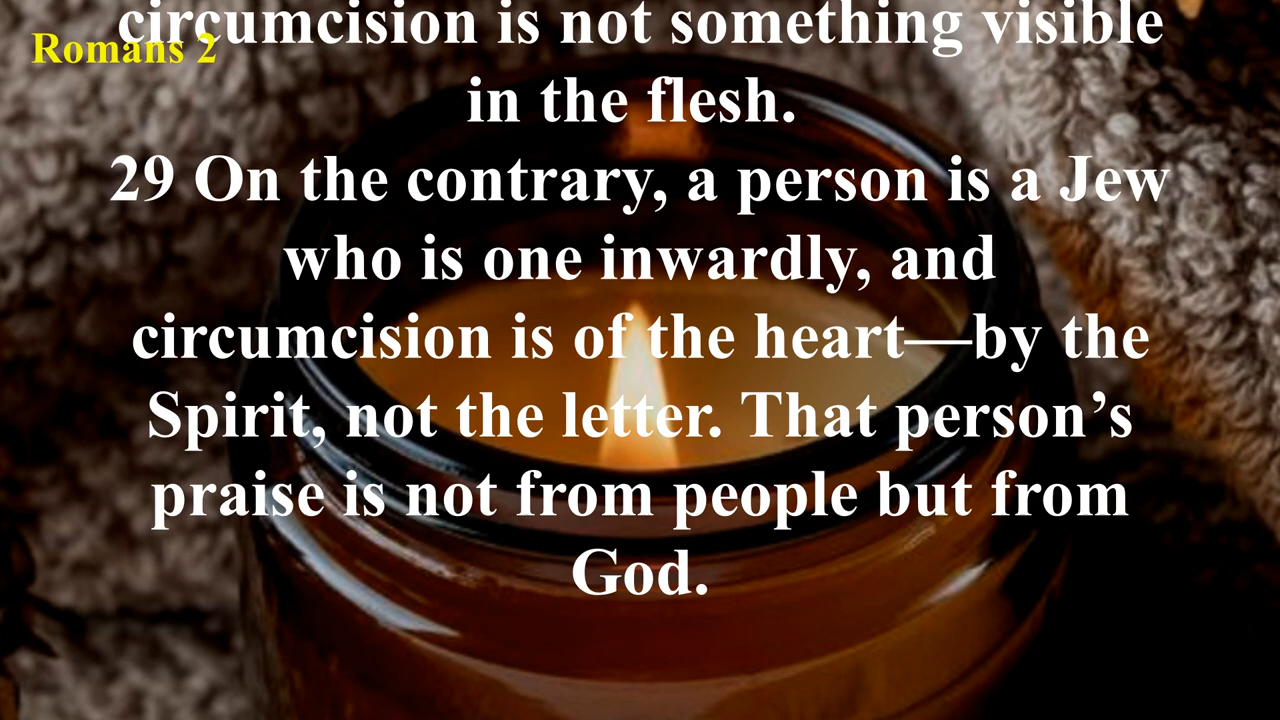 circumcision is not something visible
Romans 2
in the flesh.
29 On the contrary, a person is a Jew
who is one inwardly, and
circumcision is of the heart—by the
Spirit, not the letter. That person’s
praise is not from people but from
God.